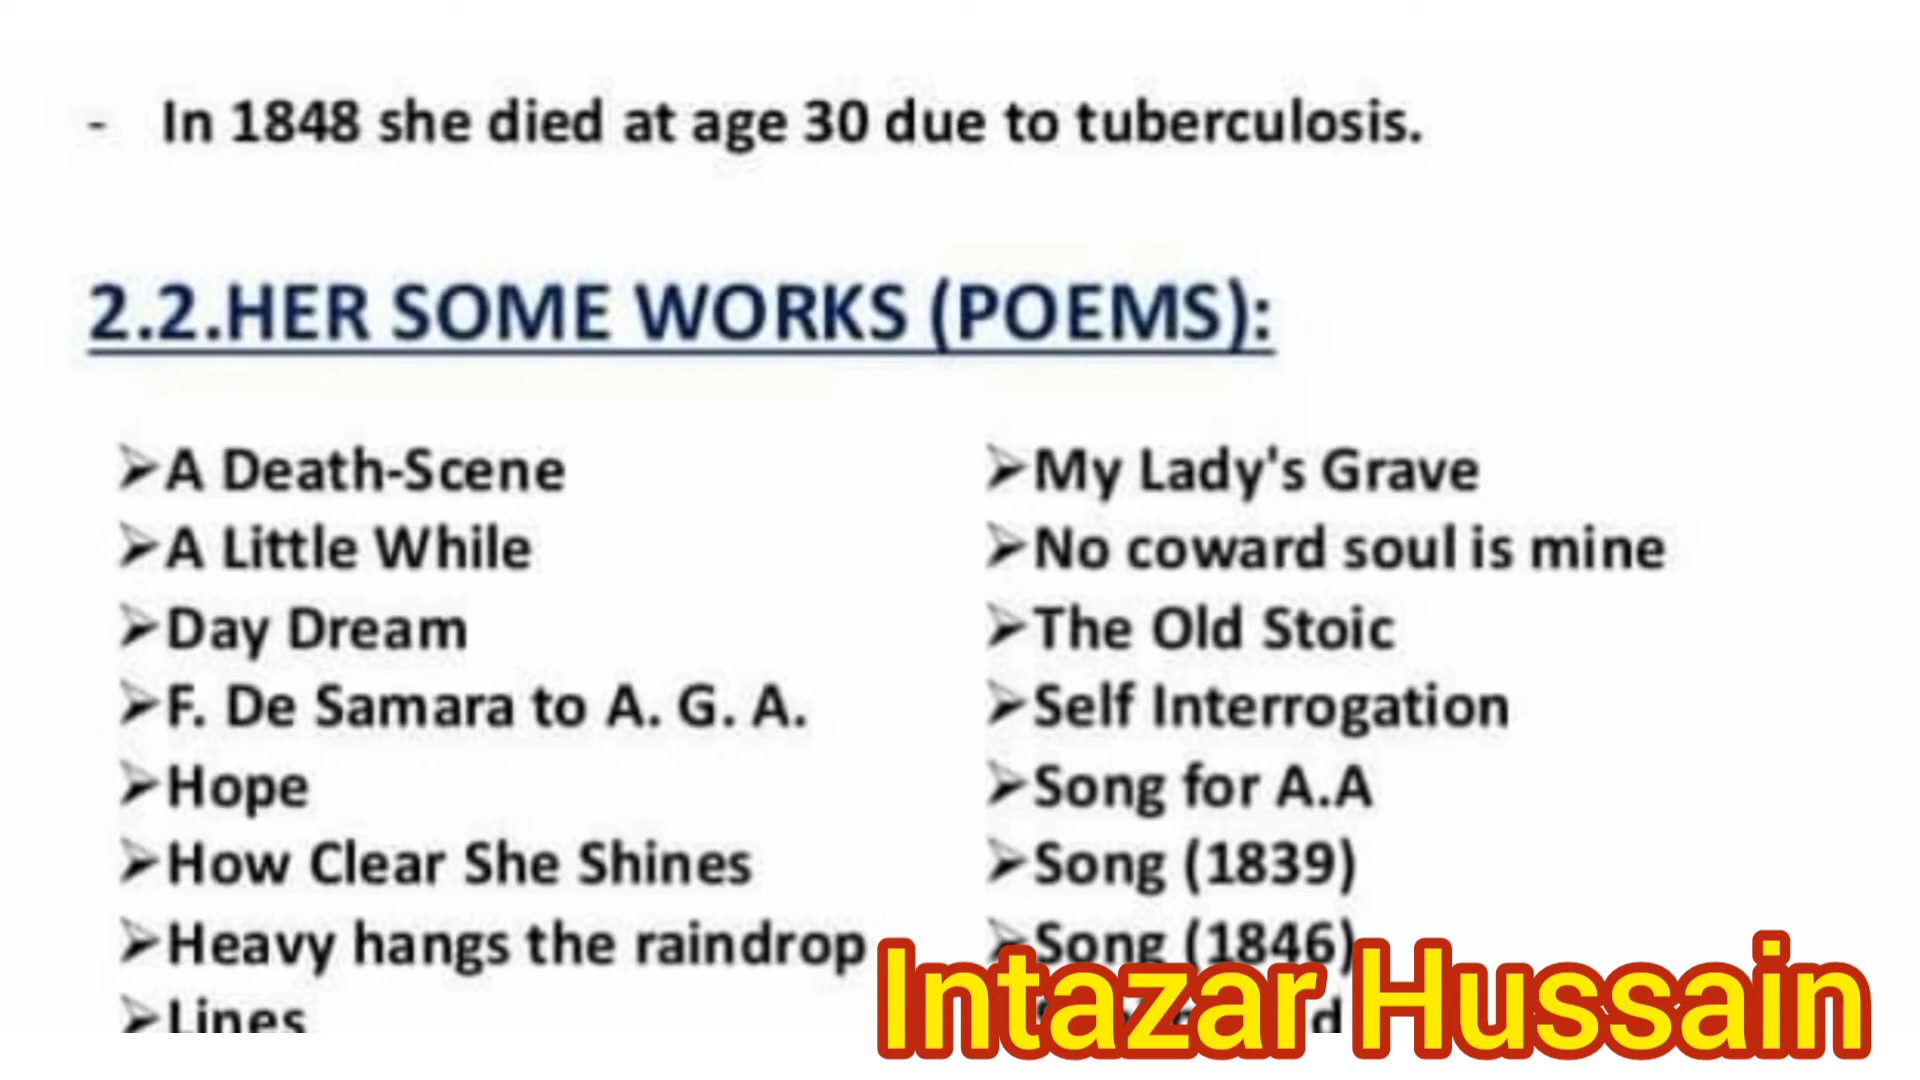 - In 1848 she died at age 30 due to tuberculosis.
2.2.HER SOME WORKS (POEMS):
➢A Death-Scene
➢A Little While
➢Day Dream
➢F. De Samara to A. G. A.
➢Hope
➢How Clear She Shines
➢Heavy hangs the raindrop
➢Lines
➢My Lady's Grave
➢No coward soul is mine
➢The Old Stoic
➢Self Interrogation
➢Song for A.A
➢Song (1839)
➢Song (1846)
Intazar Hussain